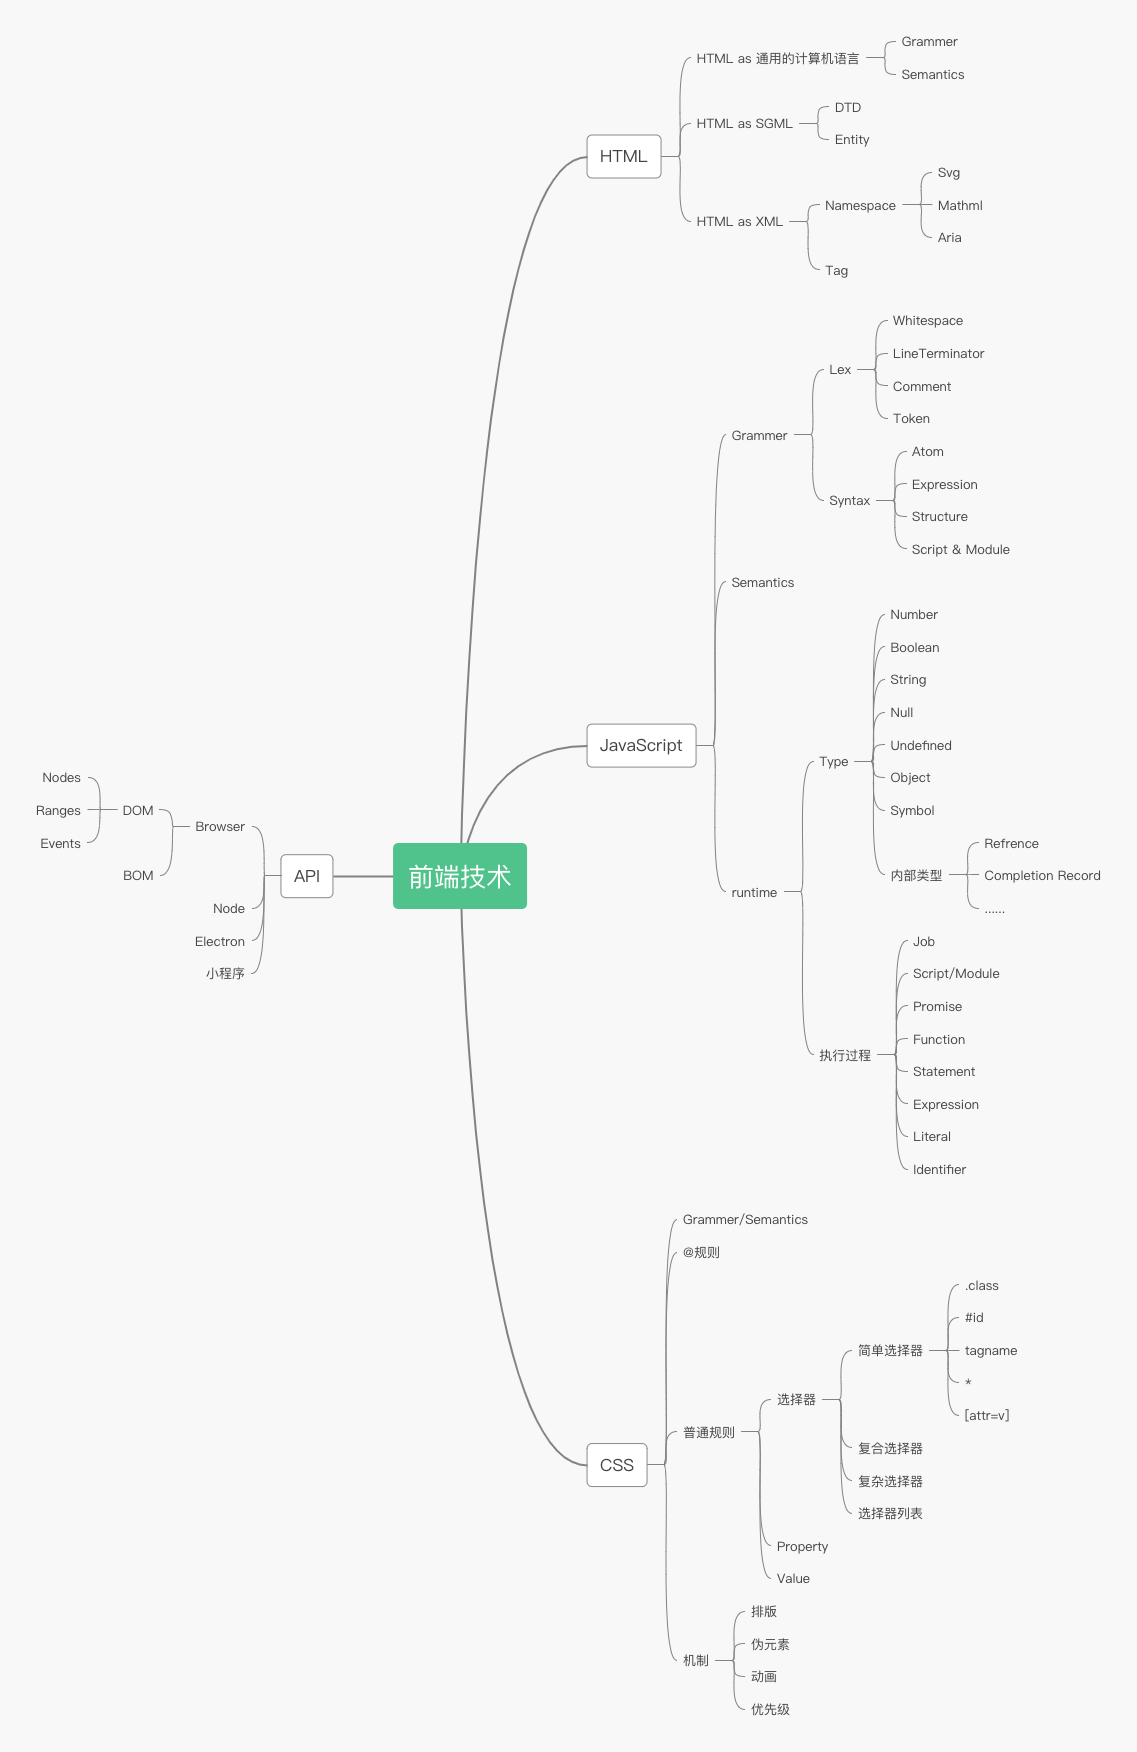 前端技术
HTML
HTML as 通用的计算机语言
Grammer
Semantics
HTML as SGML
DTD
Entity
HTML as XML
Namespace
Svg
Mathml
Aria
Tag
JavaScript
Grammer
Lex
Whitespace
LineTerminator
Comment
Token
Syntax
Atom
Expression
Structure
Script & Module
Semantics
runtime
Type
Number
Boolean
String
Null
Undefined
Object
Symbol
内部类型
Refrence
Completion Record
......
执行过程
Job
Script/Module
Promise
Function
Statement
Expression
Literal
Identifier
CSS
Grammer/Semantics
@规则
普通规则
选择器
简单选择器
.class
#id
tagname
*
[attr=v]
复合选择器
复杂选择器
选择器列表
Property
Value
机制
排版
伪元素
动画
优先级
API
Browser
DOM
Nodes
Ranges
Events
BOM
Node
Electron
小程序